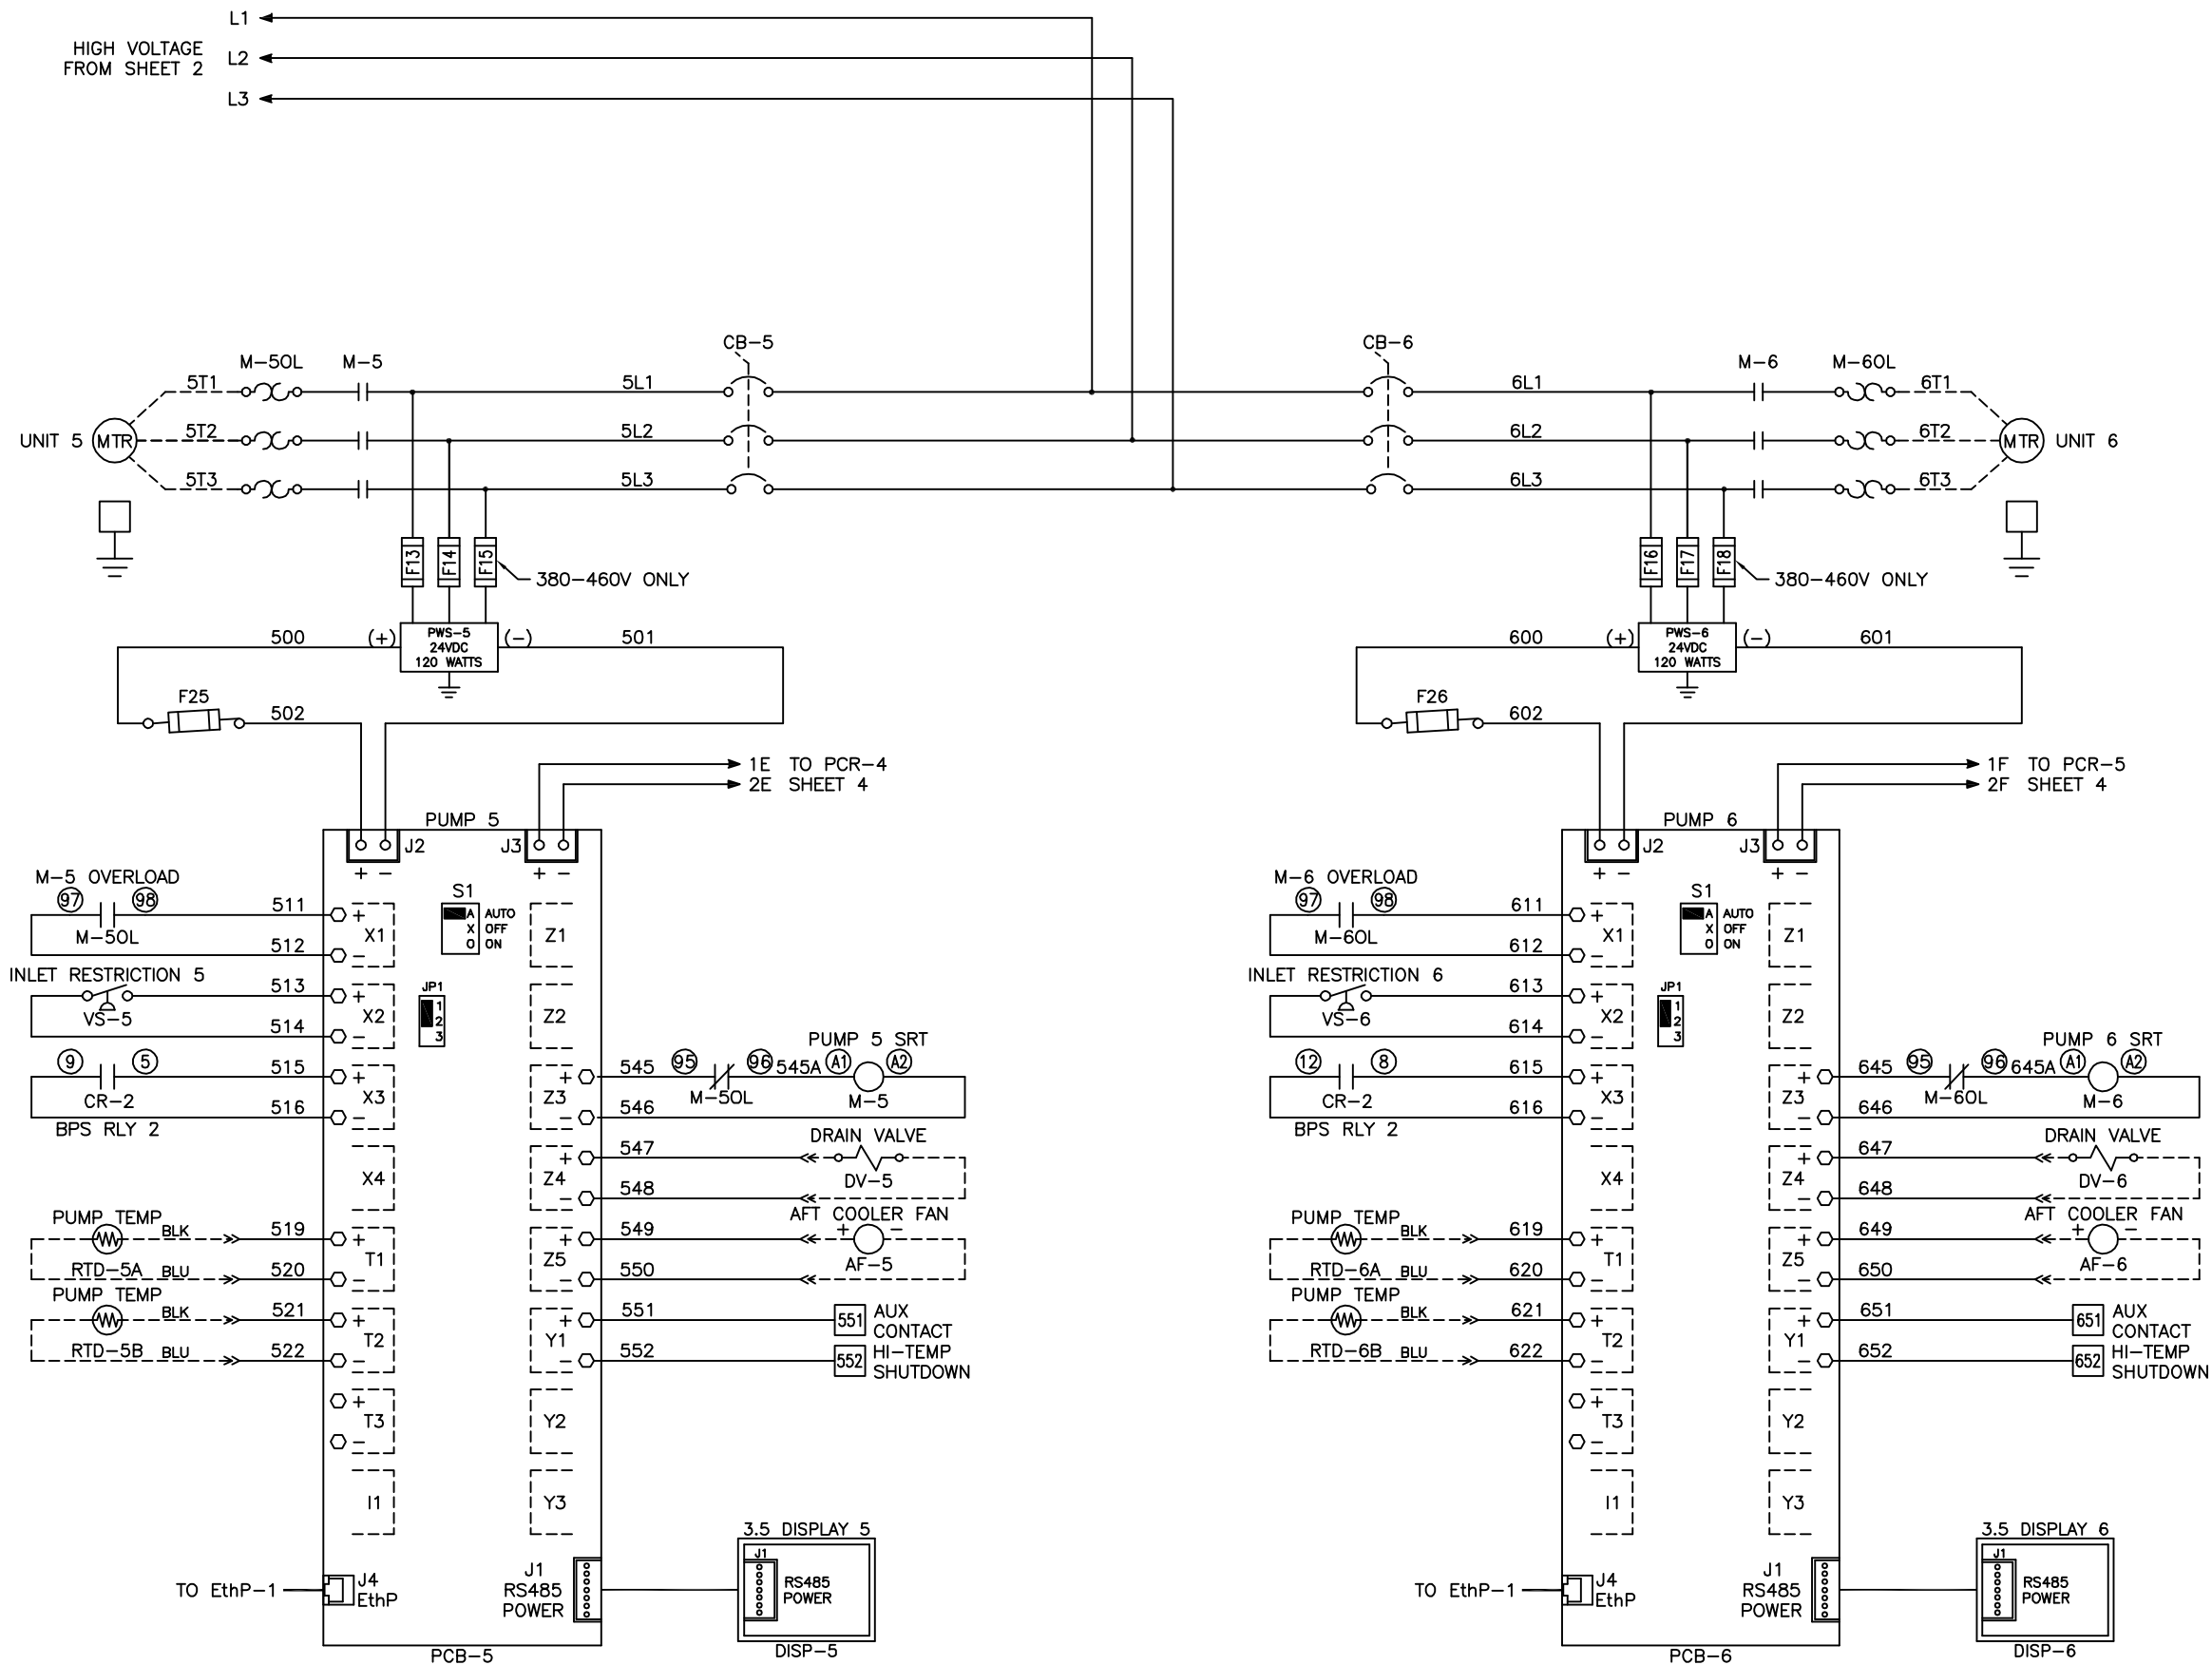 L1
HIGH VOLTAGE
FROM SHEET 2
L2
L3
CB-5
M-5OL
M-5
5T1
5L1
UNIT 5
MTR
5T2
5L2
5T3
5L3
F13
F14
F15
380-460V ONLY
500
(+)
PWS-5
24VDC
120 WATTS
(-)
501
F25
502
1E TO PCR-4
2E SHEET 4
PUMP 5
J2
J3
+ -
+ -
M-5 OVERLOAD
97
98
511
M-5OL
512
+
X1
-
S1
A AUTO
X OFF
O ON
Z1
INLET RESTRICTION 5
513
VS-5
514
+
X2
-
JP1
1
2
3
Z2
9
5
515
CR-2
516
BPS RLY 2
+
X3
-
PUMP 5 SRT
+
Z3
-
545
95
96
545A
A1
A2
M-5OL
M-5
546
X4
+
Z4
-
547
DRAIN VALVE
DV-5
548
PUMP TEMP
BLK
519
RTD-5A
BLU
520
+
T1
-
+
Z5
-
549
AFT COOLER FAN
+
-
AF-5
550
PUMP TEMP
BLK
521
RTD-5B
BLU
522
+
T2
-
+
Y1
-
551
551
AUX
CONTACT
552
552
HI-TEMP
SHUTDOWN
+
T3
-
Y2
I1
Y3
TO EthP-1
J4
EthP
J1
RS485
POWER
3.5 DISPLAY 5
J1
RS485
POWER
DISP-5
PCB-5
CB-6
M-6
M-6OL
6L1
6T1
6L2
6T2
MTR
UNIT 6
6L3
6T3
F16
F17
F18
380-460V ONLY
600
(+)
PWS-6
24VDC
120 WATTS
(-)
601
F26
602
1F TO PCR-5
2F SHEET 4
PUMP 6
J2
J3
+ -
+ -
M-6 OVERLOAD
97
98
611
M-6OL
612
+
X1
-
S1
A AUTO
X OFF
O ON
Z1
INLET RESTRICTION 6
613
VS-6
614
+
X2
-
JP1
1
2
3
Z2
12
8
615
CR-2
616
BPS RLY 2
+
X3
-
PUMP 6 SRT
+
Z3
-
645
95
96
645A
A1
A2
M-6OL
M-6
646
X4
+
Z4
-
647
DRAIN VALVE
DV-6
648
PUMP TEMP
BLK
619
RTD-6A
BLU
620
+
T1
-
+
Z5
-
649
AFT COOLER FAN
+
-
AF-6
650
PUMP TEMP
BLK
621
RTD-6B
BLU
622
+
T2
-
+
Y1
-
651
651
AUX
CONTACT
652
652
HI-TEMP
SHUTDOWN
+
T3
-
Y2
I1
Y3
TO EthP-1
J4
EthP
J1
RS485
POWER
3.5 DISPLAY 6
J1
RS485
POWER
DISP-6
PCB-6